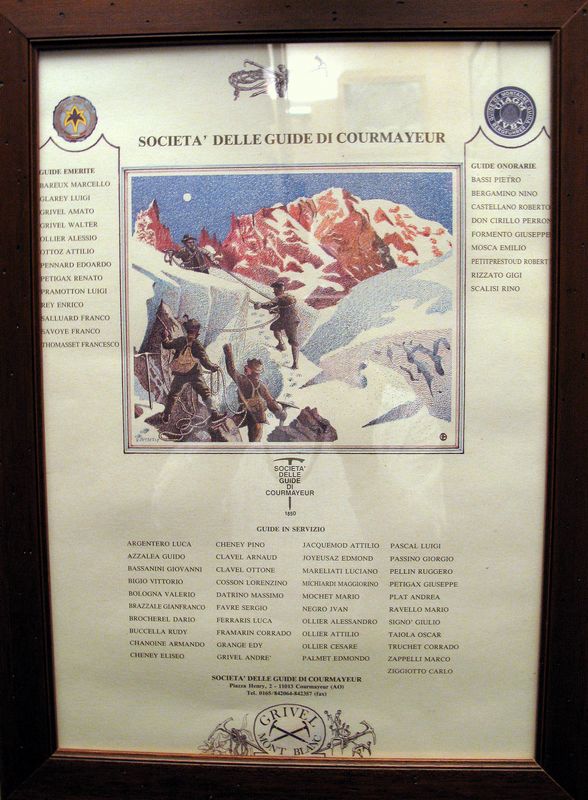 SOCIETA' DELLE GUIDE DI COURMAYEUR
GUIDE EMERITE
BAREUX MARCELLO
GLAREY LUIGI
GRIVEL AMATO
GRIVEL WALTER
OLLIER ALESSIO
OTTOZ ATTILIO
PENNARD EDOARDO
PETIGAX RENATO
PRAMOTTON LUIGI
REY ENRICO
SALLUARD FRANCO
SAVOYE FRANCO
THOMASSET FRANCESCO
GUIDE ONORARIE
BASSI PIETRO
BERGAMINO NINO
CASTELLANO ROBERTO
DON CIRILLO PERRON
FORMENTO GIUSEPPE
MOSCA EMILIO
PETITPRESTOUD ROBERT
RIZZATO GIGI
SCALISI RINO
SOCIETA'
DELLE
GUIDE
DI
COURMAYEUR
1850
GUIDE IN SERVIZIO
ARGENTERO LUCA
AZZALEA GUIDO
BASSANINI GIOVANNI
BIGIO VITTORIO
BOLOGNA VALERIO
BRAZZALE GIANFRANCO
BROCHEREL DARIO
BUCCELLA RUDY
CHANOINE ARMANDO
CHENEY ELISEO
CHENEY PINO
CLAVEL ARNAUD
CLAVEL OTTONE
COSSON LORENZINO
DATRINO MASSIMO
FAVRE SERGIO
FERRARIS LUCA
FRAMARIN CORRADO
GRANGE EDY
GRIVEL ANDRE'
JACQUEMOD ATTILIO
JOYEUSAZ EDMOND
MARELIATI LUCIANO
MICHIARDI MAGGIORINO
MOCHET MARIO
NEGRO IVAN
OLLIER ALESSANDRO
OLLIER ATTILIO
OLLIER CESARE
PALMET EDMONDO
PASCAL LUIGI
PASSINO GIORGIO
PELLIN RUGGERO
PETIGAX GIUSEPPE
PLAT ANDREA
RAVELLO MARIO
SIGNO' GIULIO
TAIOLA OSCAR
TRUCHET CORRADO
ZAPPELLI MARCO
ZIGGIOTTO CARLO
SOCIETA' DELLE GUIDE DI COURMAYEUR
Piazza Henry, 2 - 11013 Courmayeur (AO)
Tel. 0165/842064-842357 (fax)
GRIVEL
MONT BLANC